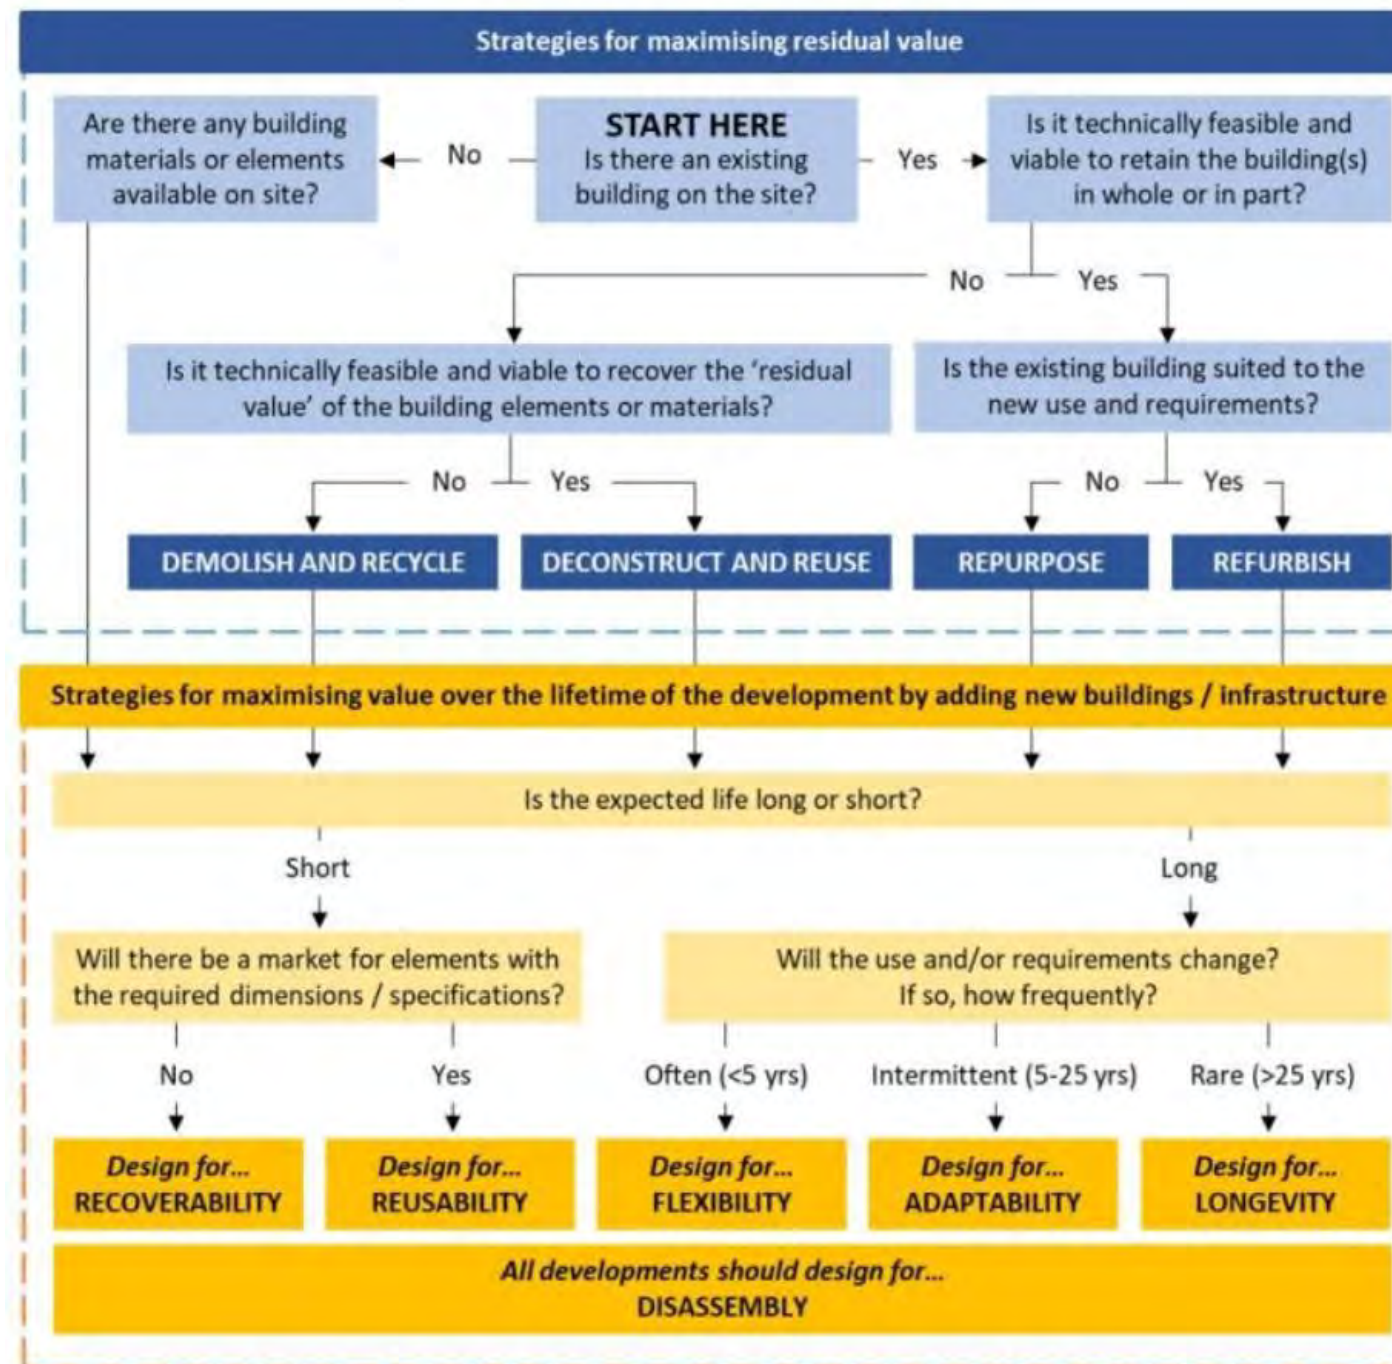 Strategies for maximising residual value
Are there any building
materials or elements
available on site?
No
START HERE
Is there an existing
building on the site?
Yes
Is it technically feasible and
viable to retain the building(s)
in whole or in part?
No
Yes
Is it technically feasible and viable to recover the ‘residual
value’ of the building elements or materials?
Is the existing building suited to the
new use and requirements?
No
Yes
No
Yes
DEMOLISH AND RECYCLE
DECONSTRUCT AND REUSE
REPURPOSE
REFURBISH
Strategies for maximising value over the lifetime of the development by adding new buildings / infrastructure
Is the expected life long or short?
Short
Long
Will there be a market for elements with
the required dimensions / specifications?
Will the use and/or requirements change?
If so, how frequently?
No
Yes
Often (<5 yrs)
Intermittent (5-25 yrs)
Rare (>25 yrs)
Design for...
RECOVERABILITY
Design for...
REUSABILITY
Design for...
FLEXIBILITY
Design for...
ADAPTABILITY
Design for...
LONGEVITY
All developments should design for...
DISASSEMBLY